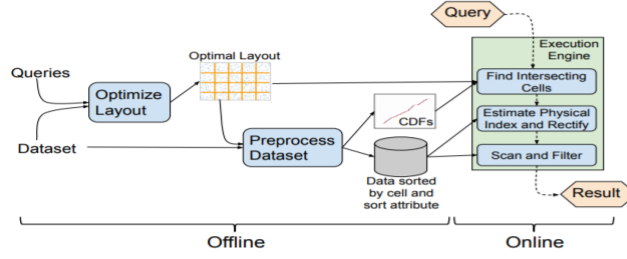 Queries
Dataset
Optimize
Layout
Optimal Layout
Preprocess
Dataset
CDFs
Data sorted
by cell and
sort attribute
Query
Execution
Engine
Find Intersecting
Cells
Estimate Physical
Index and Rectify
Scan and Filter
Result
Offline
Online